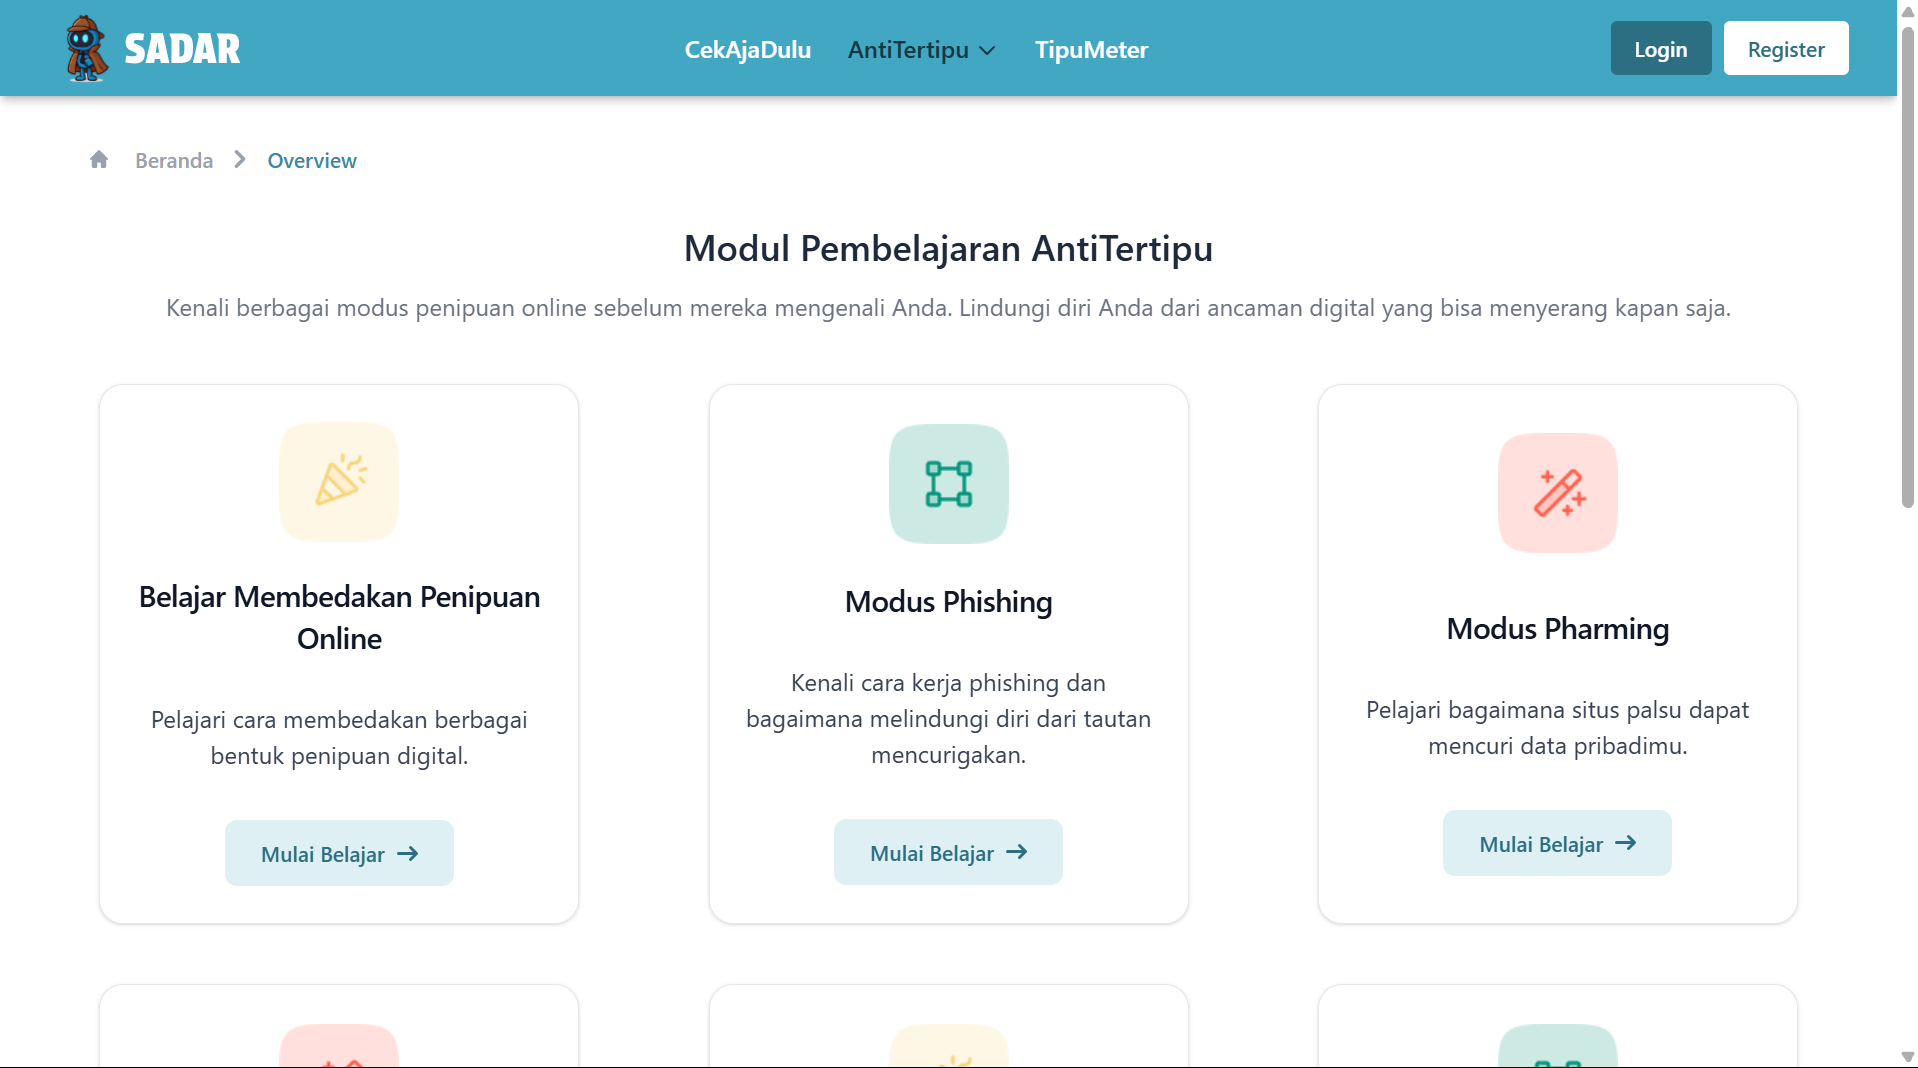 SADAR
CekAjaDulu
AntiTertipu
TipuMeter
Login
Register
Beranda
Overview
Modul Pembelajaran AntiTertipu
Kenali berbagai modus penipuan online sebelum mereka mengenali Anda. Lindungi diri Anda dari ancaman digital yang bisa menyerang kapan saja.
Belajar Membedakan Penipuan
Online
Pelajari cara membedakan berbagai
bentuk penipuan digital.
Mulai Belajar
Modus Phishing
Kenali cara kerja phishing dan
bagaimana melindungi diri dari tautan
mencurigakan.
Mulai Belajar
Modus Pharming
Pelajari bagaimana situs palsu dapat
mencuri data pribadimu.
Mulai Belajar